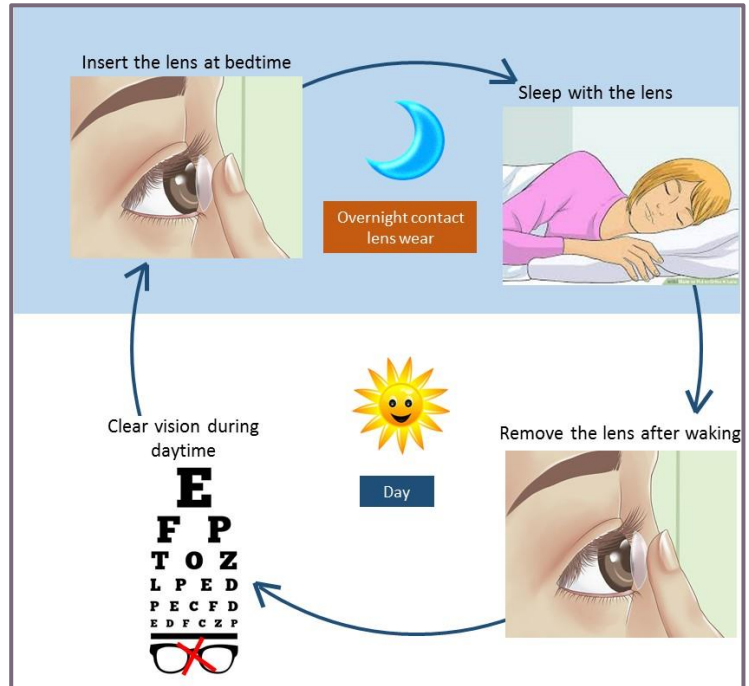 Insert the lens at bedtime
Sleep with the lens
Overnight contact
lens wear
Remove the lens after waking
Day
Clear vision during
daytime
E
F P
T O Z
L P E D
P E C F D
E D F C Z P